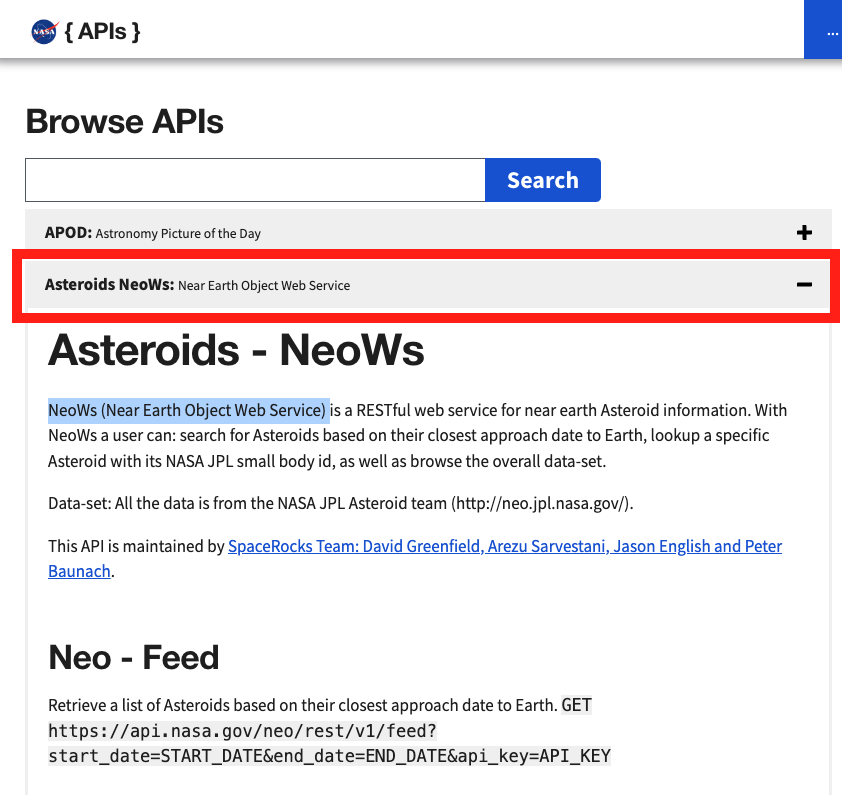 NASA { APIs }
...
Browse APIs
Search
APOD: Astronomy Picture of the Day
Asteroids NeoWs: Near Earth Object Web Service
Asteroids - NeoWs
NeoWs (Near Earth Object Web Service) is a RESTful web service for near earth Asteroid information. With
NeoWs a user can: search for Asteroids based on their closest approach date to Earth, lookup a specific
Asteroid with its NASA JPL small body id, as well as browse the overall data-set.
Data-set: All the data is from the NASA JPL Asteroid team (http://neo.jpl.nasa.gov/).
This API is maintained by SpaceRocks Team: David Greenfield, Arezu Sarvestani, Jason English and Peter
Baunach.
Neo - Feed
Retrieve a list of Asteroids based on their closest approach date to Earth. GET
https://api.nasa.gov/neo/rest/v1/feed?
start_date=START_DATE&end_date=END_DATE&api_key=API_KEY